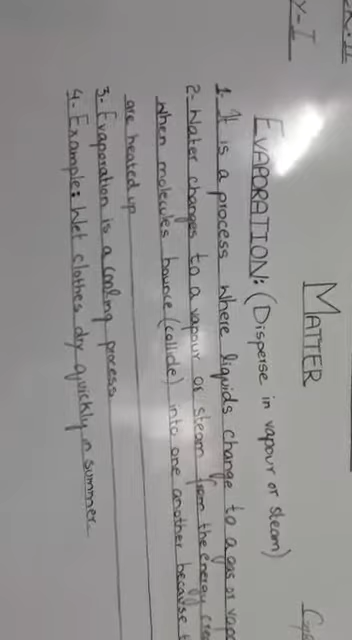 Y-I
MATTER
EVAPORATION: (Disperse in vapour or steam)
1- It is a process where liquids change to a gas or vap
2- Water changes to a vapour or steam from the energy
when molecules bounce (collide) into one another because
are heated up
3- Evaporation is a cooling process
4- Example: Wet clothes dry quickly n summer